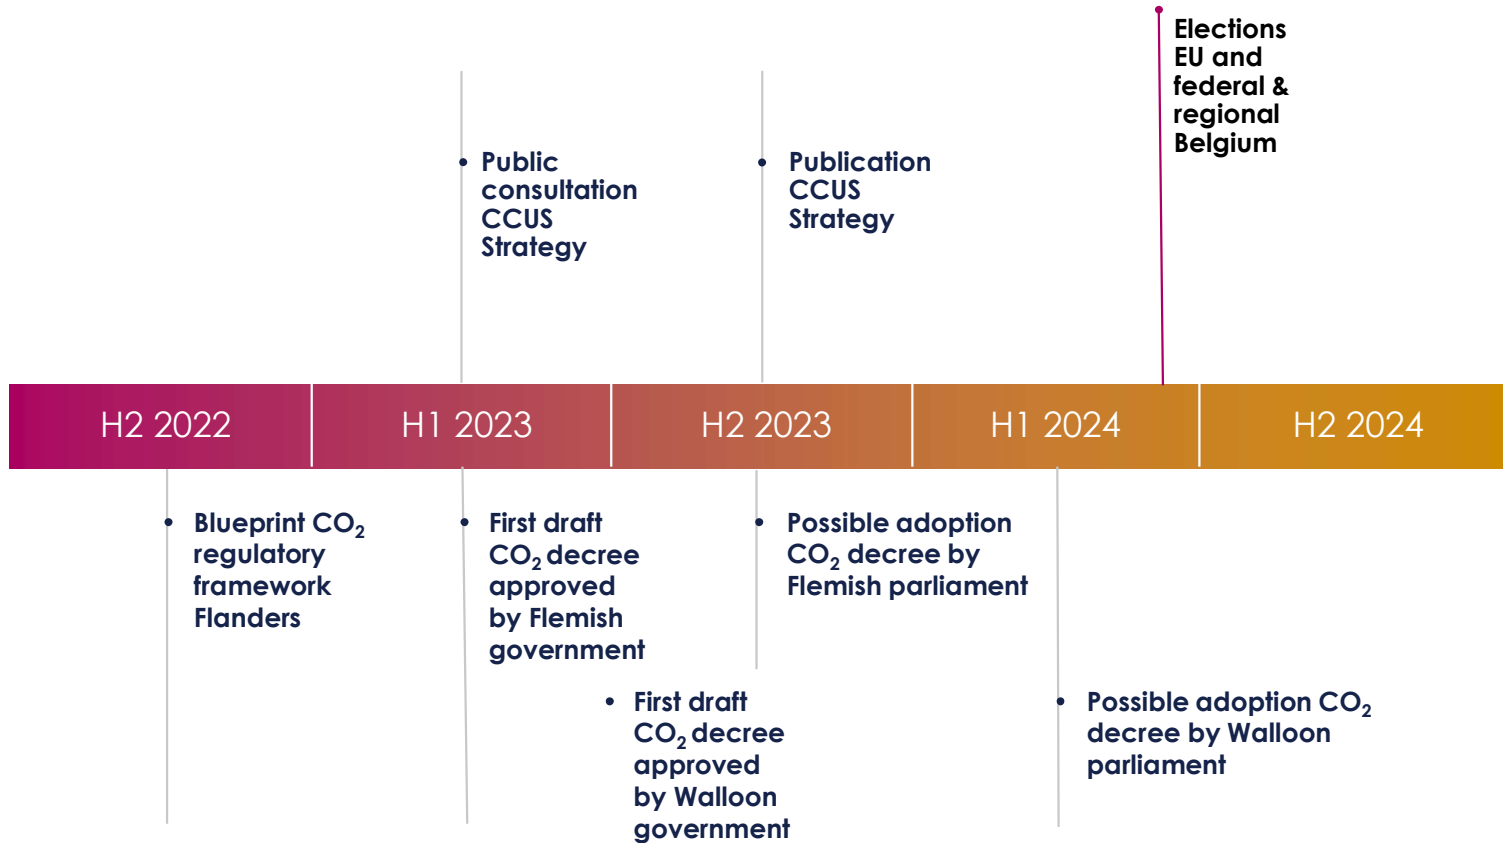 Elections
EU and
federal &
regional
Belgium
• Public
consultation
CCUS
Strategy
• Publication
CCUS
Strategy
H2 2022
H1 2023
H2 2023
H1 2024
H2 2024
• Blueprint CO₂
regulatory
framework
Flanders
• First draft
CO₂ decree
approved
by Flemish
government
• Possible adoption
CO₂ decree by
Flemish parliament
• First draft
CO₂ decree
approved
by Walloon
government
• Possible adoption CO₂
decree by Walloon
parliament